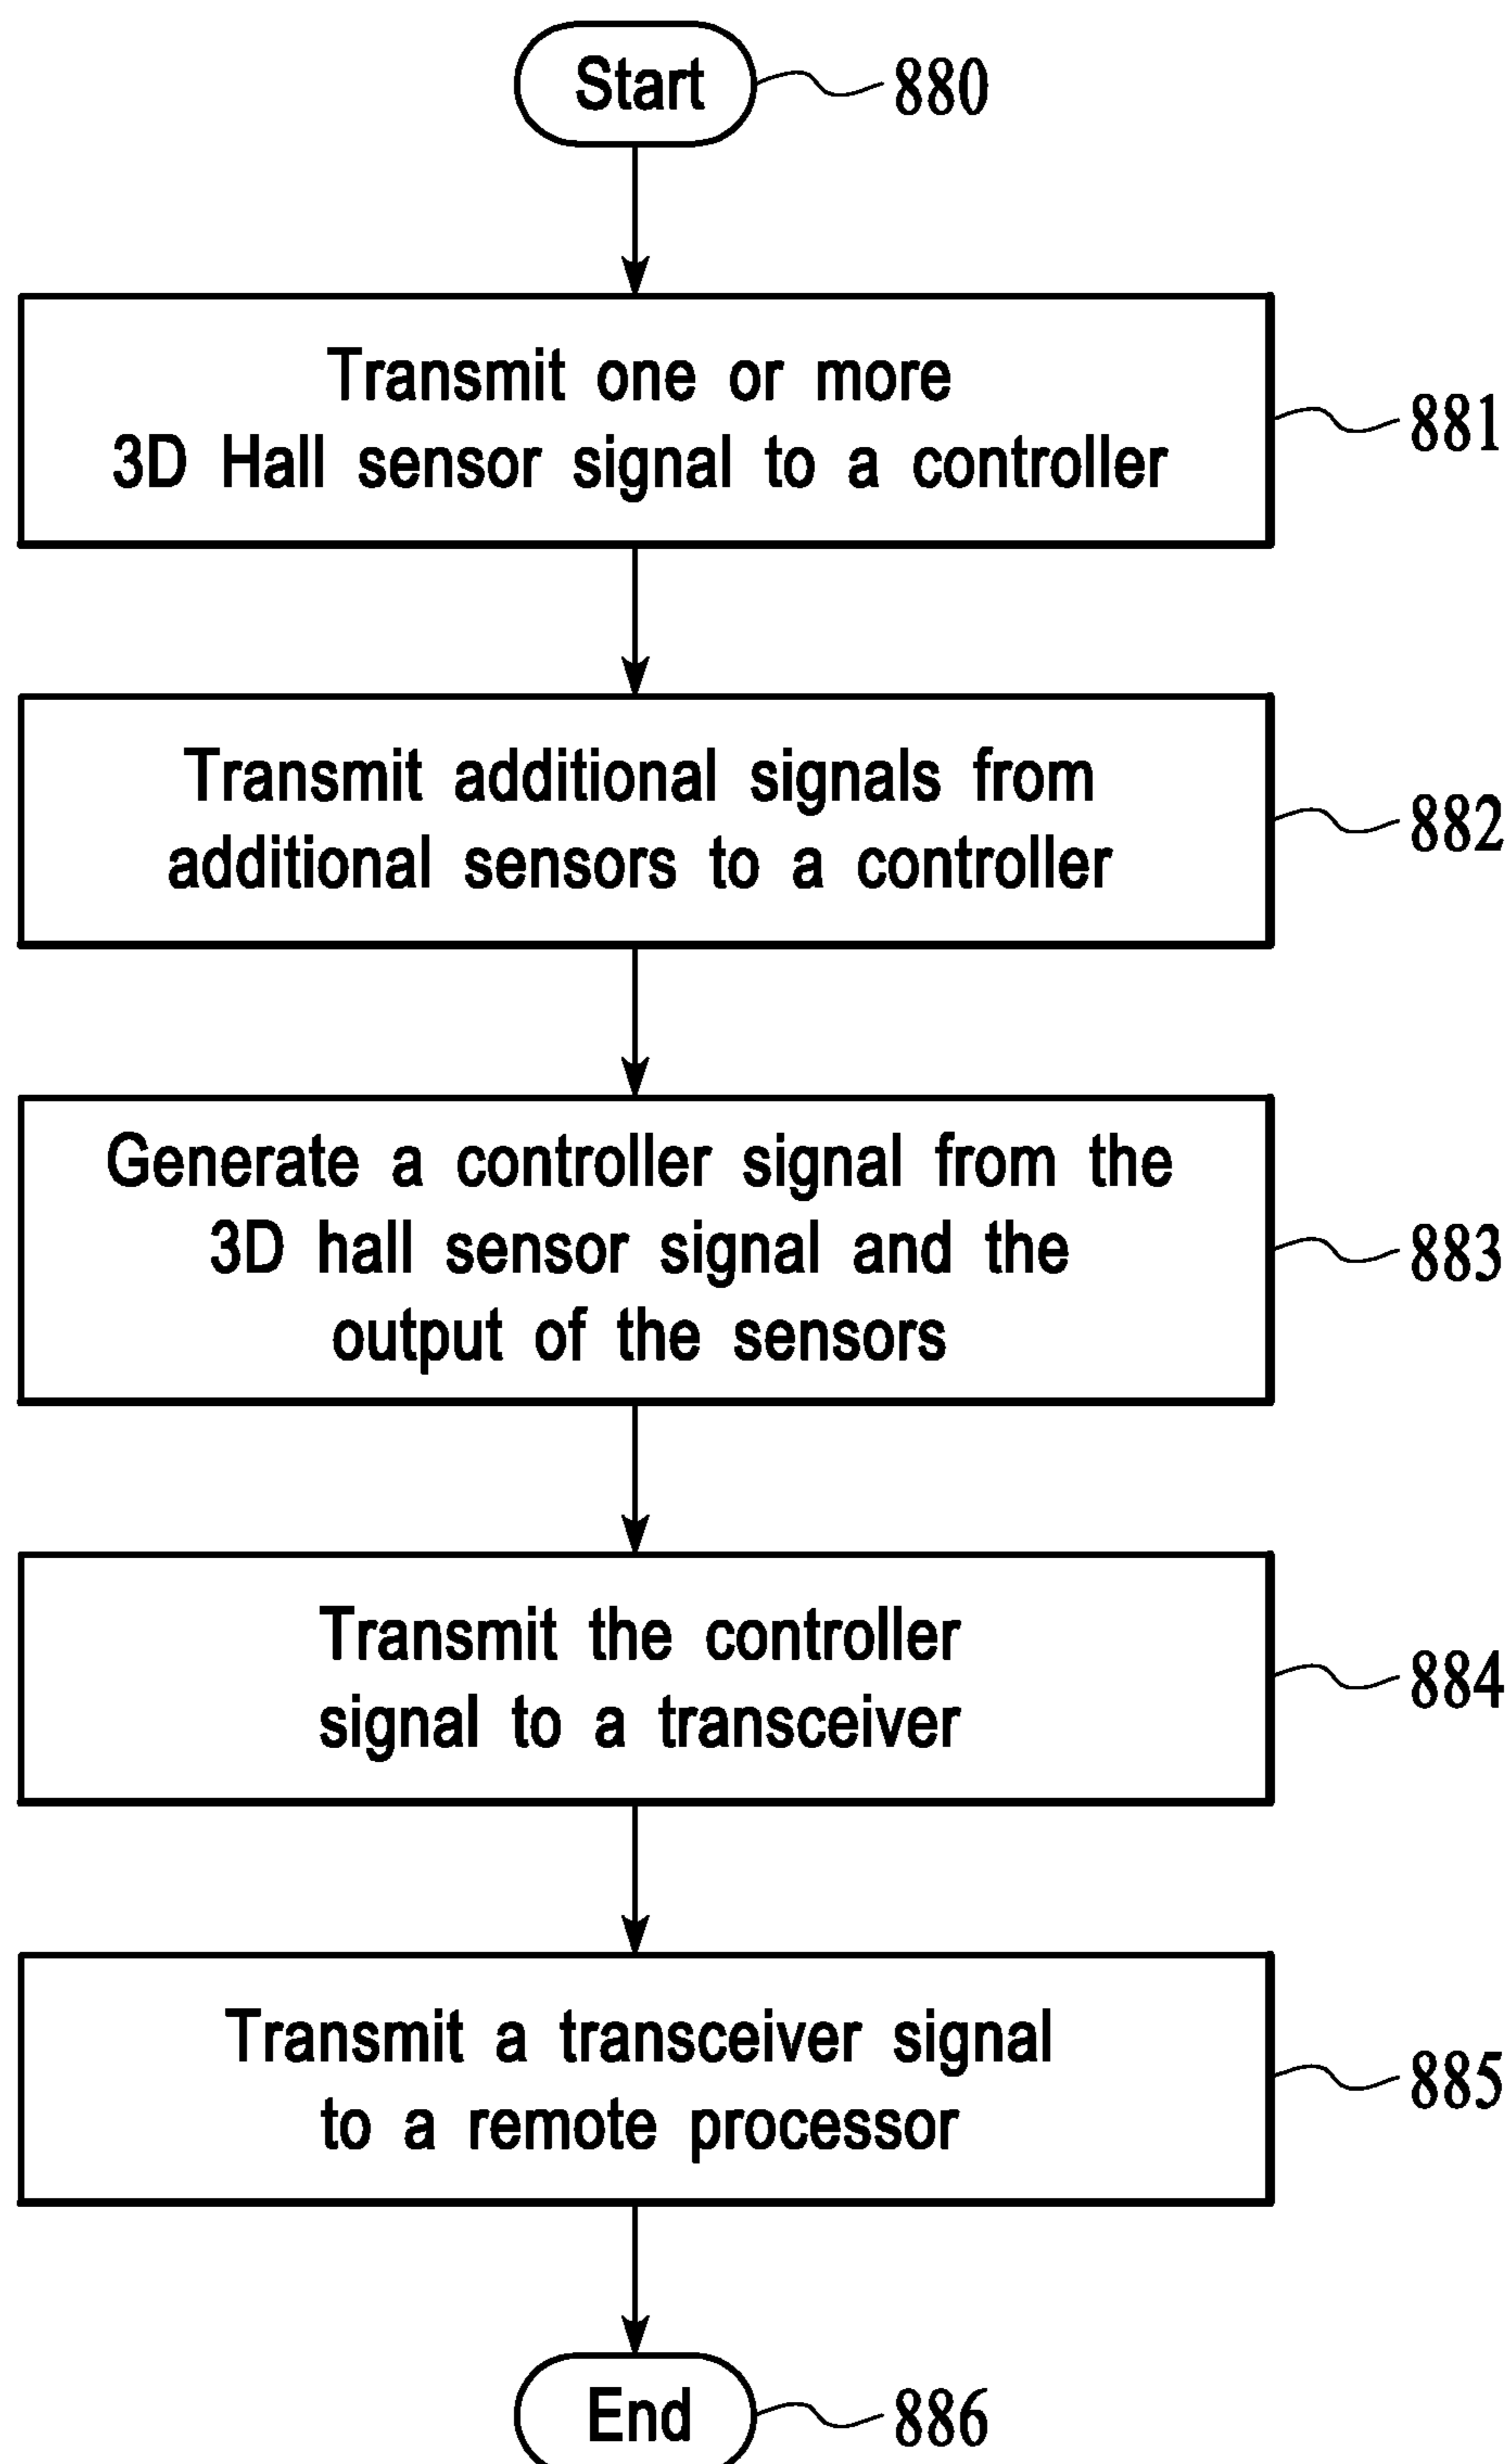 Start
880
Transmit one or more
3D Hall sensor signal to a controller
881
Transmit additional signals from
additional sensors to a controller
882
Generate a controller signal from the
3D hall sensor signal and the
output of the sensors
883
Transmit the controller
signal to a transceiver
884
Transmit a transceiver signal
to a remote processor
885
End
886